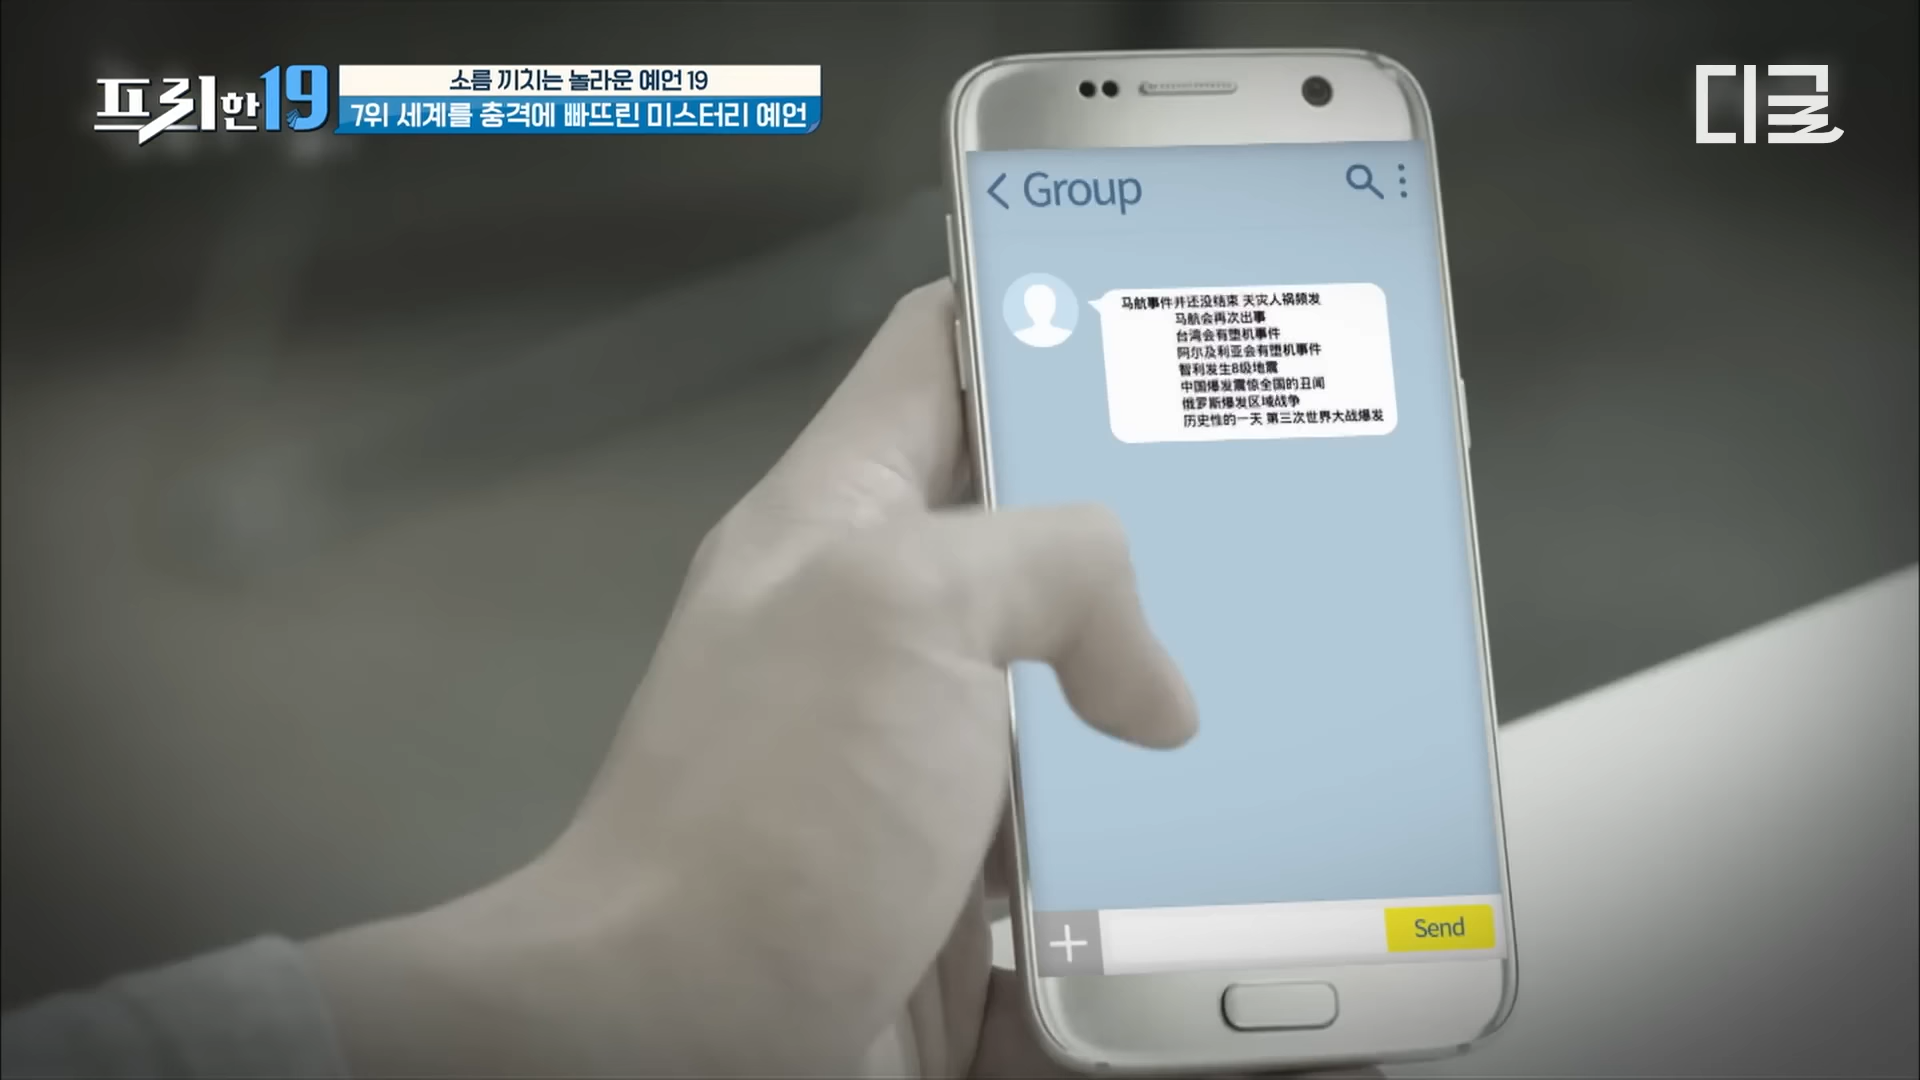 프리한19
소름 끼치는 놀라운 예언 19
7위 세계를 충격에 빠뜨린 미스터리 예언
디글
Group
马航事件并还没结束 天灾人祸频发
马航会再次出事
台湾会有堕机事件
阿尔及利亚会有堕机事件
智利发生8级地震
中国爆发震惊全国的丑闻
俄罗斯爆发区域战争
历史性的一天 第三次世界大战爆发
Send